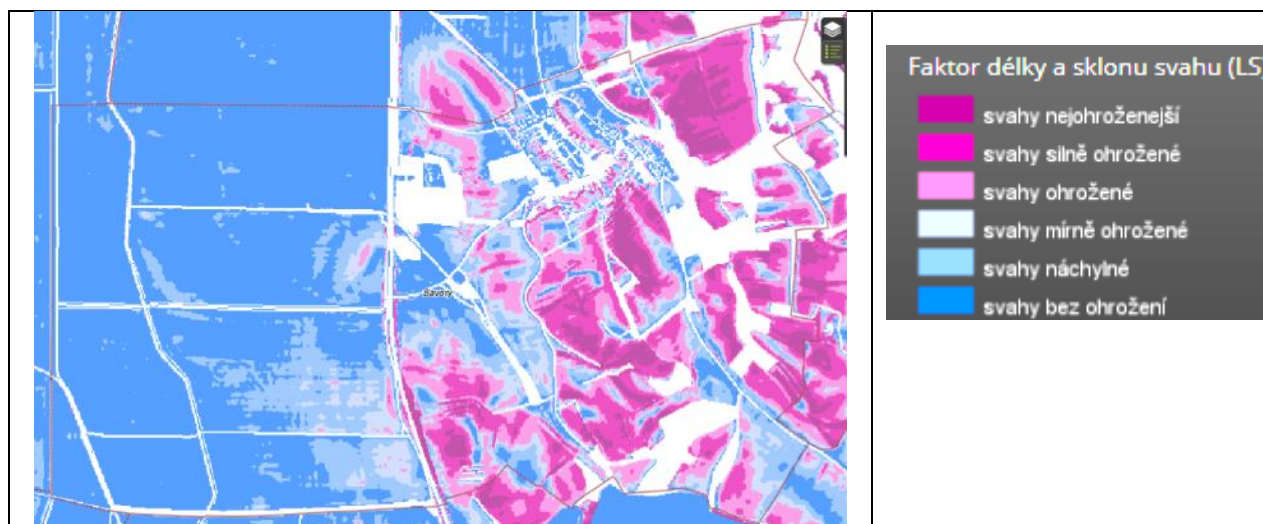 Bavory
Faktor délky a sklonu svahu (LS)
svahy nejohroženejší
svahy silně ohrožené
svahy ohrožené
svahy mírně ohrožené
svahy náchylné
svahy bez ohrožení